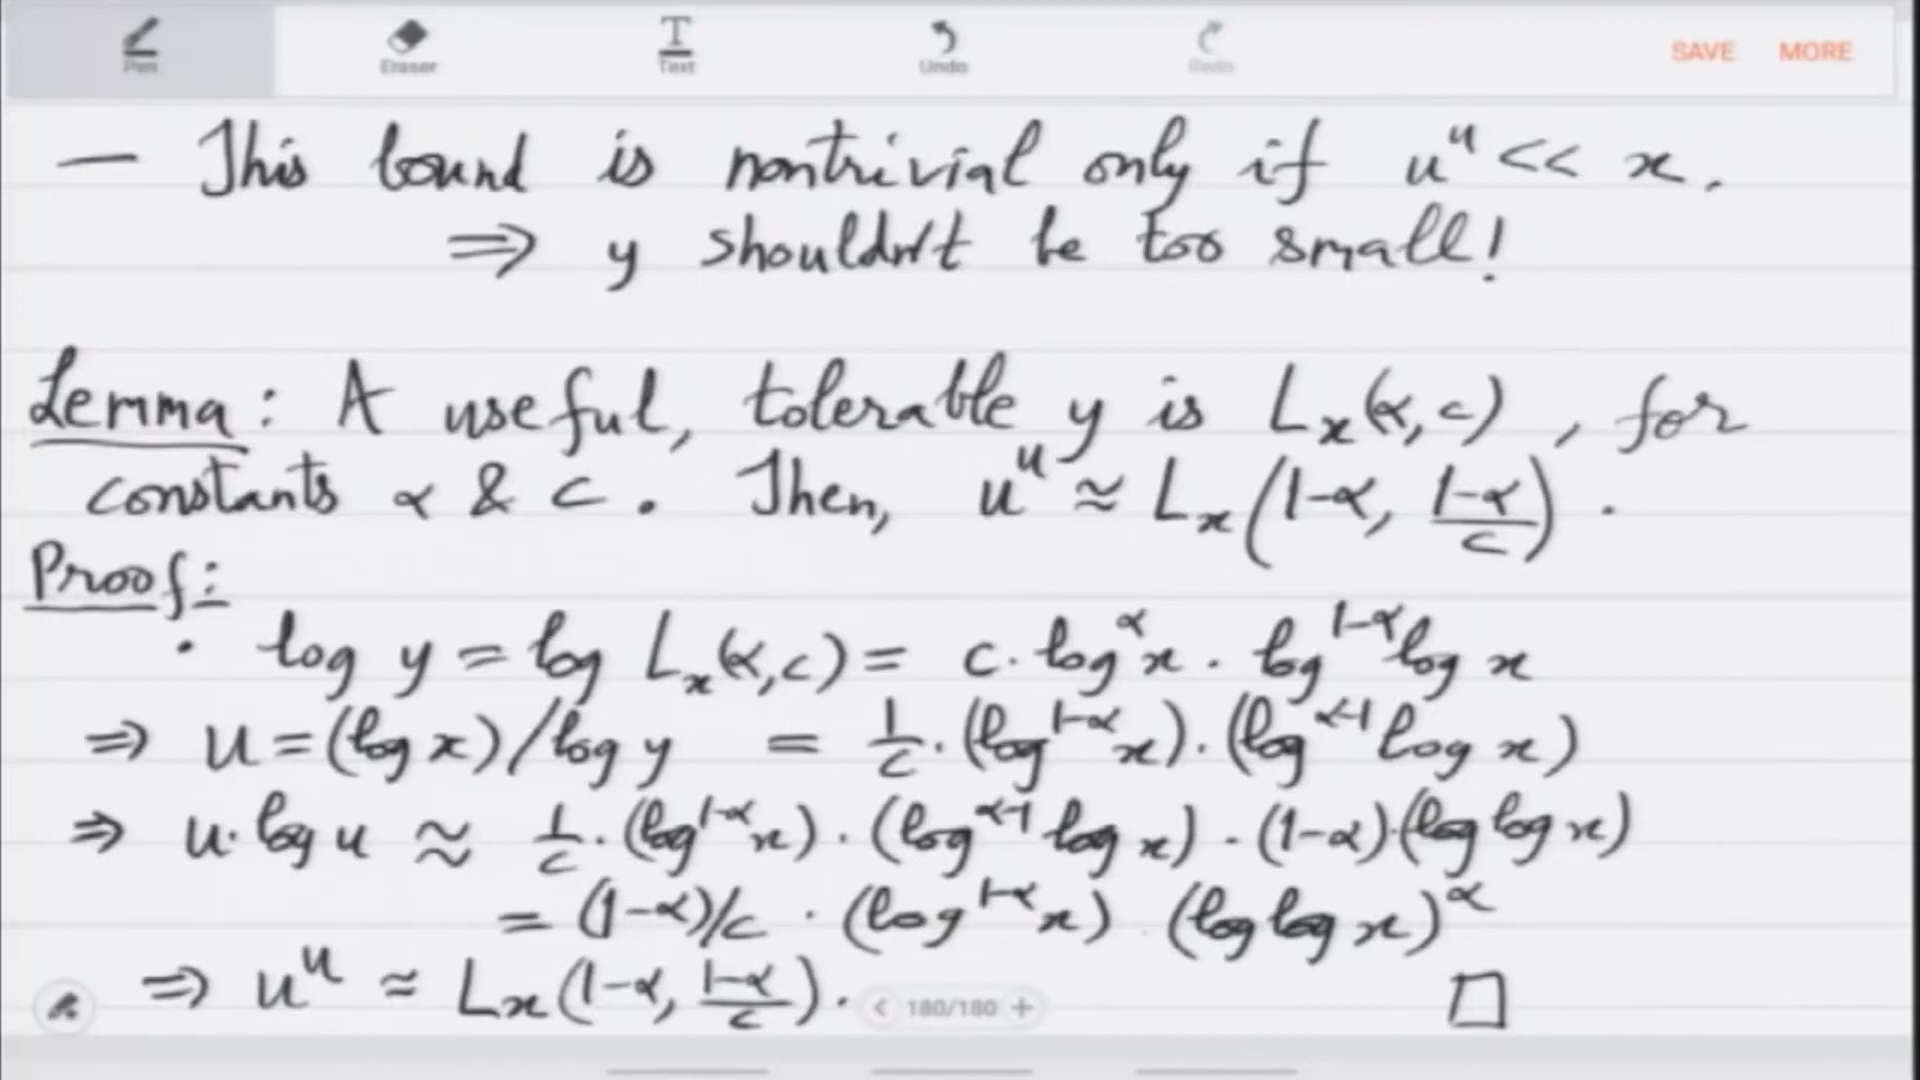 Pen Eraser Text Undo Redo SAVE MORE
— This bound is nontrivial only if u^u << x.
⇒ y shouldn't be too small!
Lemma: A useful, tolerable y is L_x(α, c), for
constants α & c. Then, u^u ≈ L_x(1-α, (1-α)/c).
Proof:
· log y = log L_x(α,c) = c · log^α x · log^{1-α} log x
⇒ u = (log x)/log y = 1/c · (log^{1-α} x) · (log^{α-1} log x)
⇒ u · log u ≈ 1/c · (log^{1-α} x) · (log^{α-1} log x) · (1-α)·(log log x)
= (1-α)/c · (log^{1-α} x) · (log log x)^α
⇒ u^u ≈ L_x(1-α, (1-α)/c). □
< 180/180 +